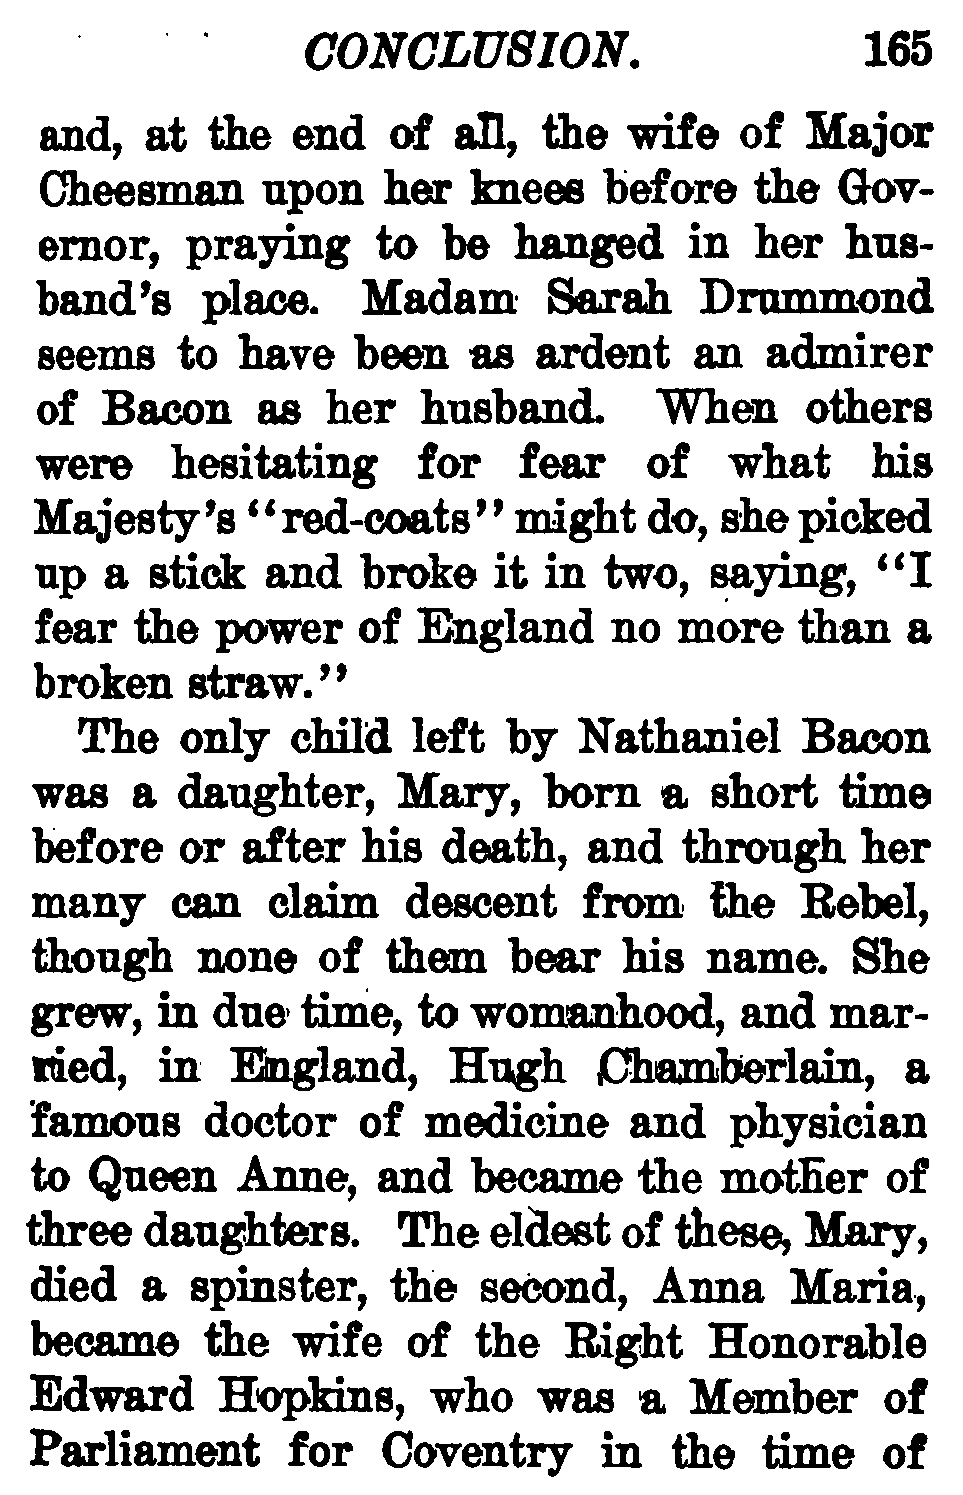 CONCLUSION. 165
and, at the end of all, the wife of Major
Cheesman upon her knees before the Gov-
ernor, praying to be hanged in her hus-
band's place. Madam Sarah Drummond
seems to have been as ardent an admirer
of Bacon as her husband. When others
were hesitating for fear of what his
Majesty's "red-coats" might do, she picked
up a stick and broke it in two, saying, "I
fear the power of England no more than a
broken straw."
The only child left by Nathaniel Bacon
was a daughter, Mary, born a short time
before or after his death, and through her
many can claim descent from the Rebel,
though none of them bear his name. She
grew, in due time, to womanhood, and mar-
ried, in England, Hugh Chamberlain, a
famous doctor of medicine and physician
to Queen Anne, and became the mother of
three daughters. The eldest of these, Mary,
died a spinster, the second, Anna Maria,
became the wife of the Right Honorable
Edward Hopkins, who was a Member of
Parliament for Coventry in the time of